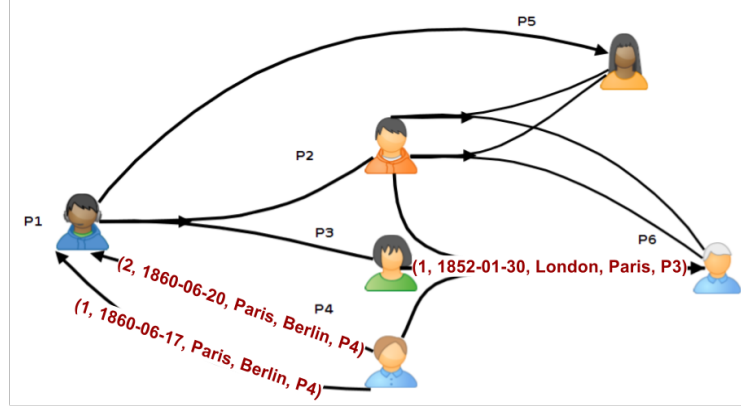 P5
P2
P1
P3
P6
(1, 1852-01-30, London, Paris, P3)
(2, 1860-06-20, Paris, Berlin, P4)
P4
(1, 1860-06-17, Paris, Berlin, P4)